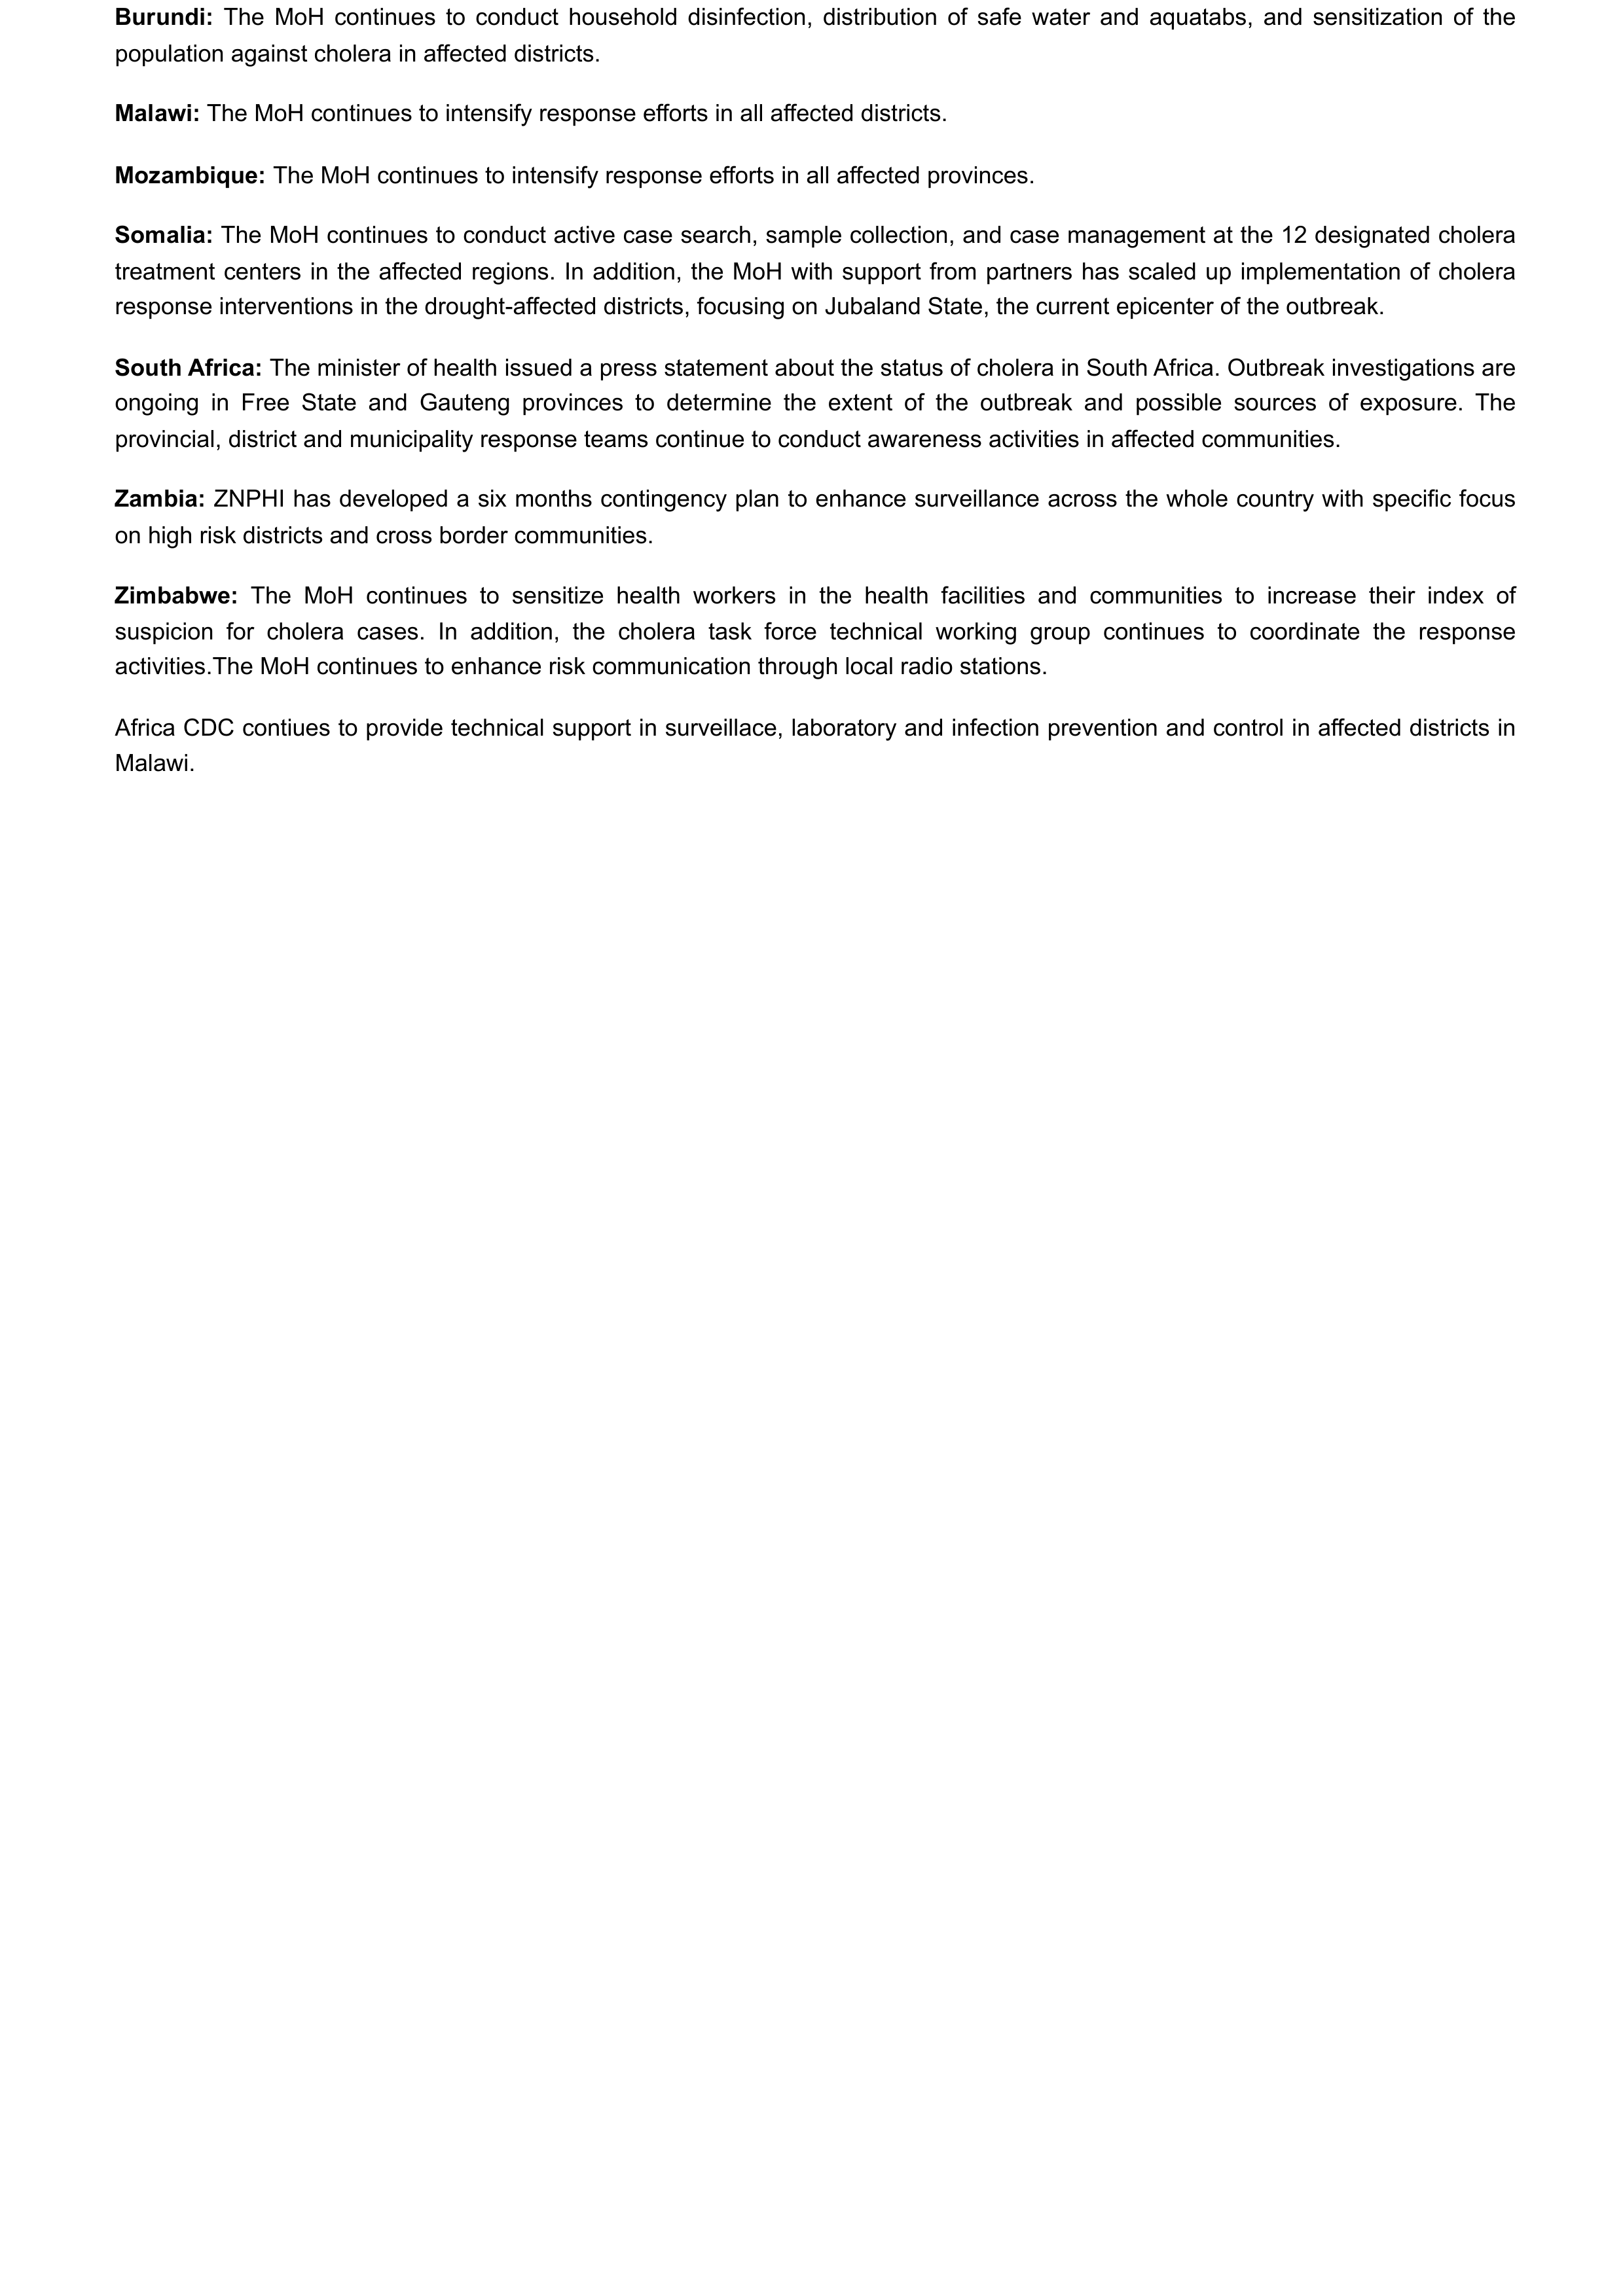 Burundi: The MoH continues to conduct household disinfection, distribution of safe water and aquatabs, and sensitization of the
population against cholera in affected districts.
Malawi: The MoH continues to intensify response efforts in all affected districts.
Mozambique: The MoH continues to intensify response efforts in all affected provinces.
Somalia: The MoH continues to conduct active case search, sample collection, and case management at the 12 designated cholera
treatment centers in the affected regions. In addition, the MoH with support from partners has scaled up implementation of cholera
response interventions in the drought-affected districts, focusing on Jubaland State, the current epicenter of the outbreak.
South Africa: The minister of health issued a press statement about the status of cholera in South Africa. Outbreak investigations are
ongoing in Free State and Gauteng provinces to determine the extent of the outbreak and possible sources of exposure. The
provincial, district and municipality response teams continue to conduct awareness activities in affected communities.
Zambia: ZNPHI has developed a six months contingency plan to enhance surveillance across the whole country with specific focus
on high risk districts and cross border communities.
Zimbabwe: The MoH continues to sensitize health workers in the health facilities and communities to increase their index of
suspicion for cholera cases. In addition, the cholera task force technical working group continues to coordinate the response
activities.The MoH continues to enhance risk communication through local radio stations.
Africa CDC contiues to provide technical support in surveillace, laboratory and infection prevention and control in affected districts in
Malawi.